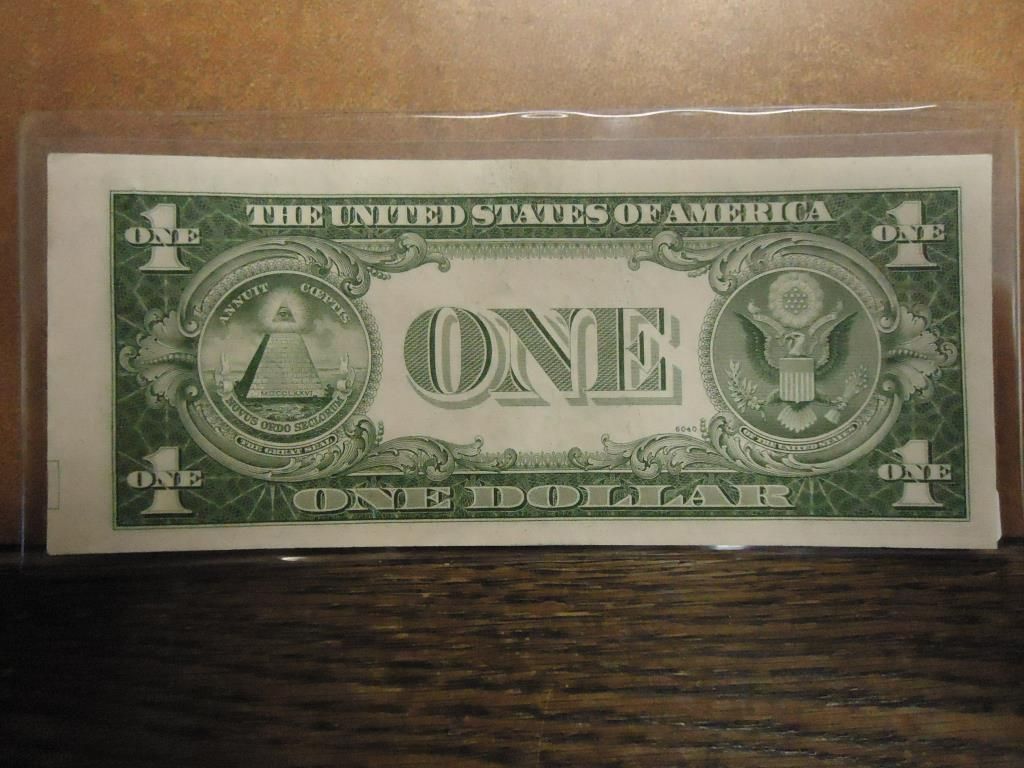 THE UNITED STATES OF AMERICA
1
ONE
1
ONE
ANNUIT CŒPTIS
MDCCLXXVI
NOVUS ORDO SECLORUM
THE GREAT SEAL
ONE
6040
OF THE UNITED STATES
1
ONE
ONE DOLLAR
1
ONE